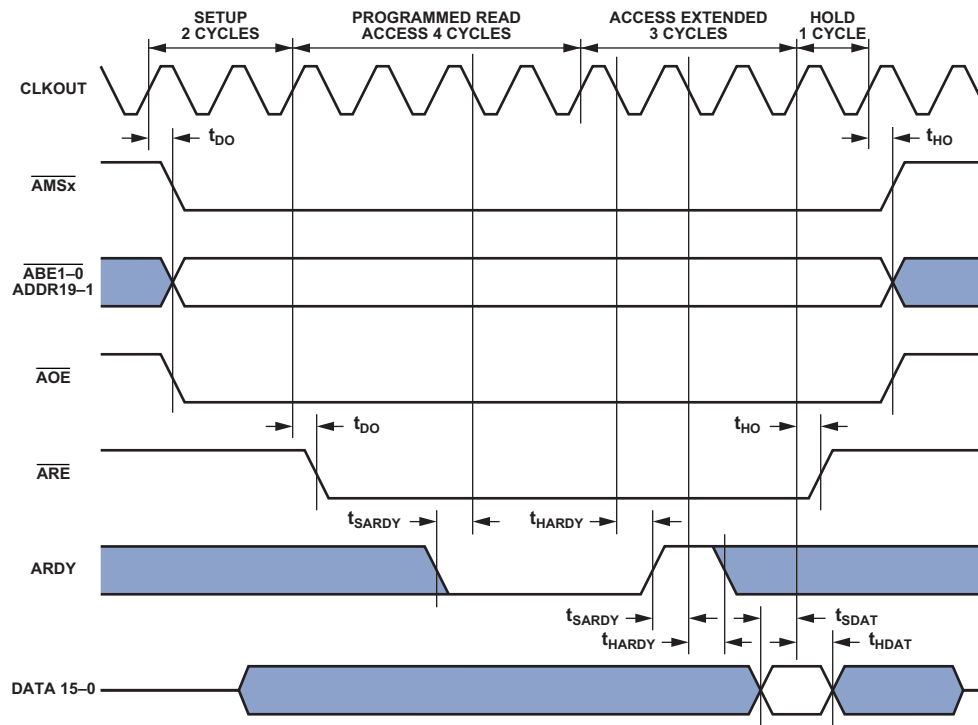 SETUP
2 CYCLES
PROGRAMMED READ
ACCESS 4 CYCLES
ACCESS EXTENDED
3 CYCLES
HOLD
1 CYCLE
CLKOUT
tDO
tHO
AMSx
ABE1–0
ADDR19–1
AOE
tDO
tHO
ARE
tSARDY
tHARDY
ARDY
tSARDY
tSDAT
tHARDY
tHDAT
DATA 15–0